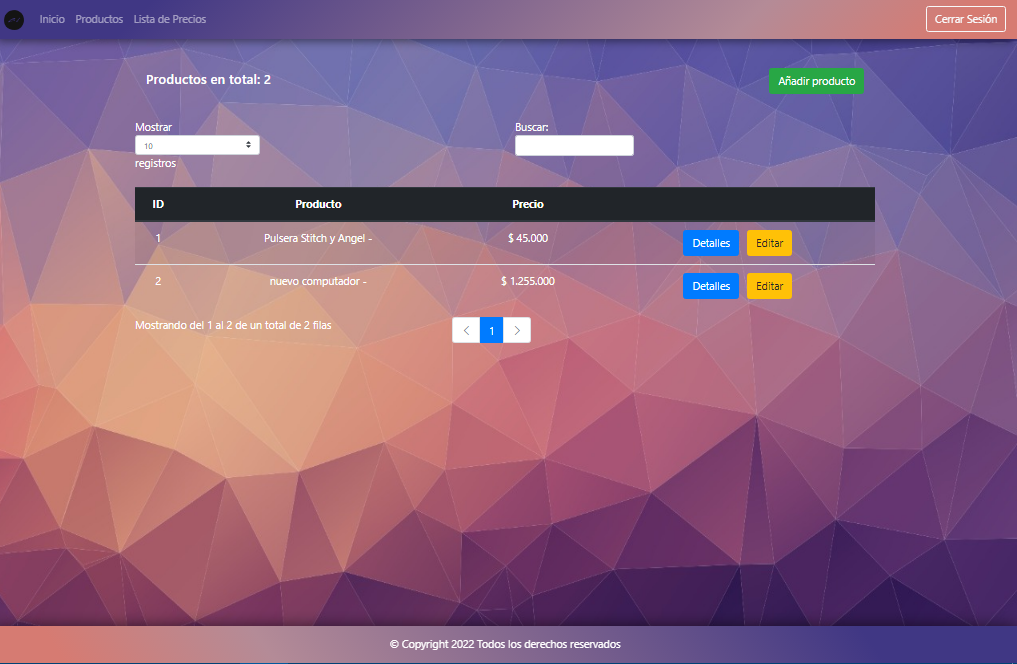 Inicio Productos Lista de Precios Cerrar Sesión
Productos en total: 2 Añadir producto
Mostrar Buscar:
10
registros
ID Producto Precio
1 Pulsera Stitch y Angel - $ 45.000 Detalles Editar
2 nuevo computador - $ 1.255.000 Detalles Editar
Mostrando del 1 al 2 de un total de 2 filas < 1 >
© Copyright 2022 Todos los derechos reservados